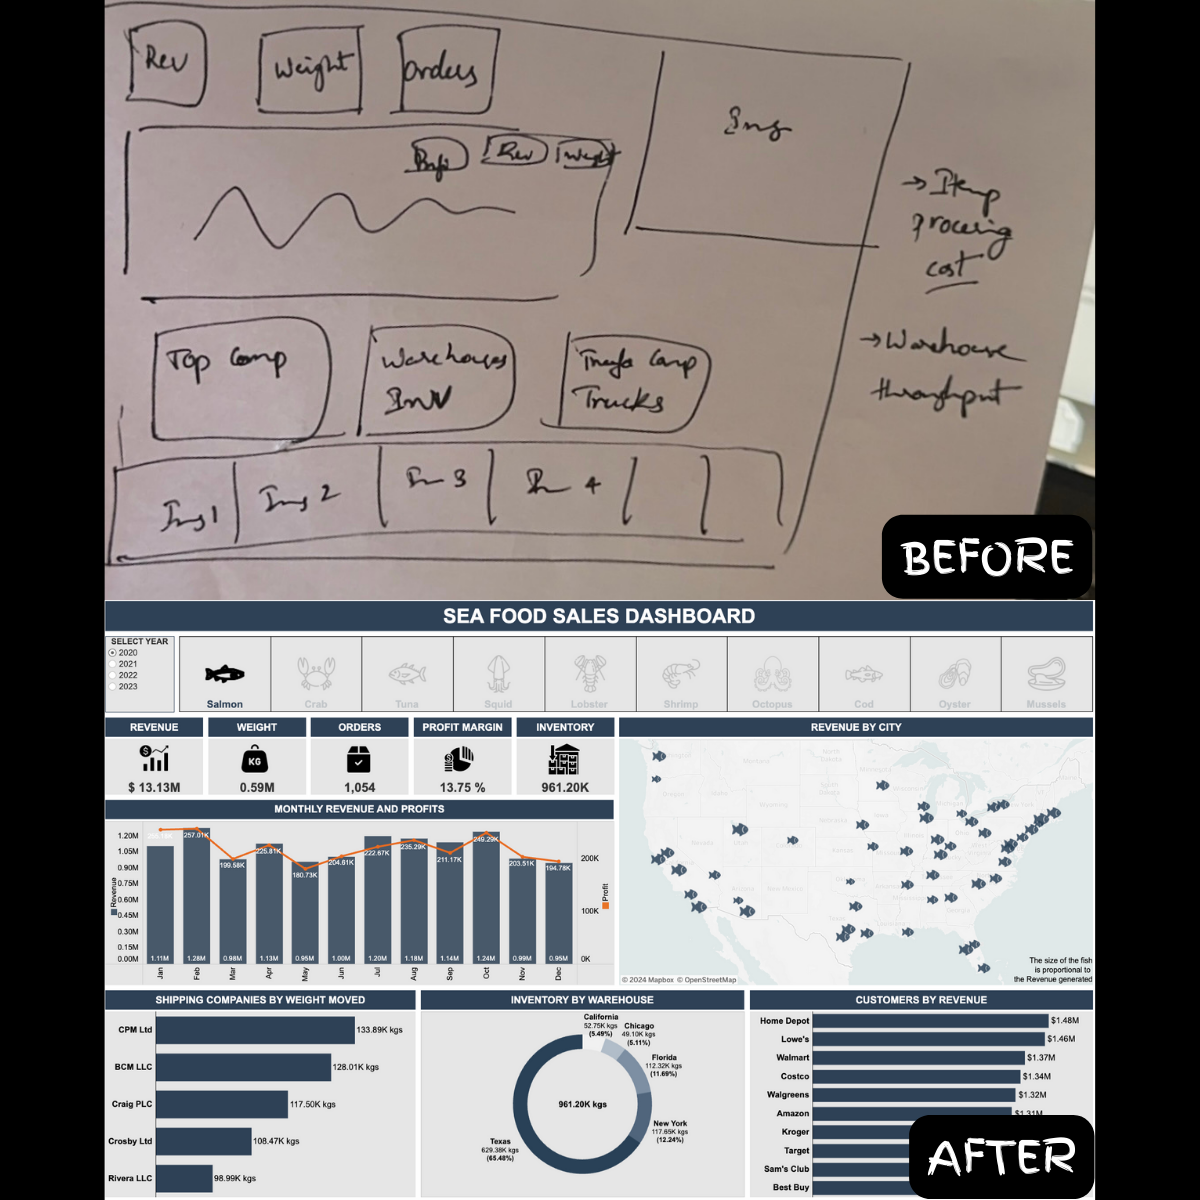 Rev
Weight
Orders
Img
Rev
Weight
→
cost
→ Warehouse
throughput
Top Comp
Warehouses
Inv
Trucks
Img 1
Img 2
3
4
BEFORE
SEA FOOD SALES DASHBOARD
SELECT YEAR
2020
2021
2022
2023
Salmon
Crab
Tuna
Squid
Lobster
Shrimp
Octopus
Cod
Oyster
Mussels
REVENUE
$ 13.13M
WEIGHT
KG
0.59M
ORDERS
1,054
PROFIT MARGIN
13.75 %
INVENTORY
961.20K
MONTHLY REVENUE AND PROFITS
Revenue
1.20M
1.05M
0.90M
0.75M
0.60M
0.45M
0.30M
0.15M
0.00M
257.01K
199.58K
225.81K
180.73K
204.81K
222.67K
235.29K
211.17K
249.29K
203.51K
194.78K
1.11M
1.28M
0.98M
1.13M
0.95M
1.00M
1.20M
1.18M
1.14M
1.24M
0.99M
0.95M
Jan
Feb
Mar
Apr
May
Jun
Jul
Aug
Sep
Oct
Nov
Dec
200K
100K
0K
Profit
REVENUE BY CITY
© 2024 Mapbox © OpenStreetMap
The size of the fish
is proportional to
the Revenue generated
SHIPPING COMPANIES BY WEIGHT MOVED
CPM Ltd 133.89K kgs
BCM LLC 128.01K kgs
Craig PLC 117.50K kgs
Crosby Ltd 108.47K kgs
Rivera LLC 98.99K kgs
INVENTORY BY WAREHOUSE
California
52.75K kgs
(5.49%)
Chicago
49.10K kgs
(5.11%)
Florida
112.32K kgs
(11.69%)
New York
117.65K kgs
(12.24%)
Texas
629.38K kgs
(65.48%)
961.20K kgs
CUSTOMERS BY REVENUE
Home Depot $1.48M
Lowe's $1.46M
Walmart $1.37M
Costco $1.34M
Walgreens $1.32M
Amazon $1.31M
Kroger
Target
Sam's Club
Best Buy
AFTER